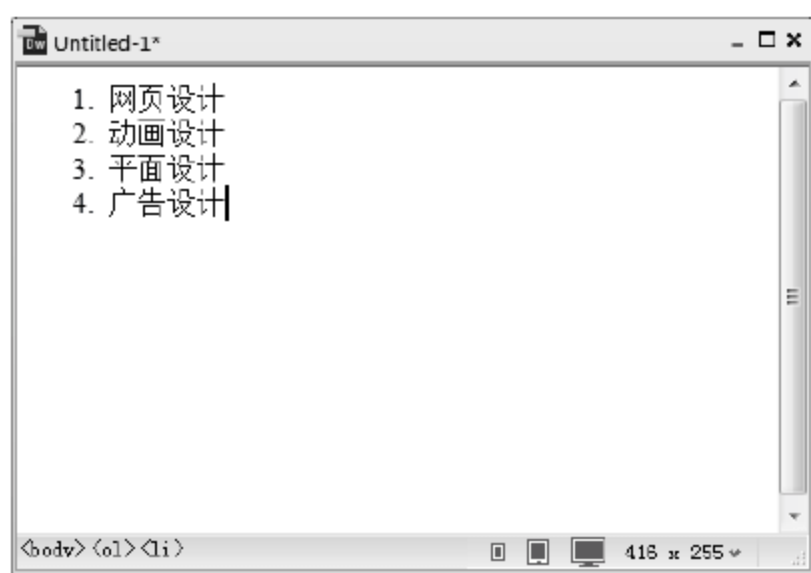 Dw Untitled-1*
1. 网页设计
2. 动画设计
3. 平面设计
4. 广告设计
<body><ol><li> 416 x 255